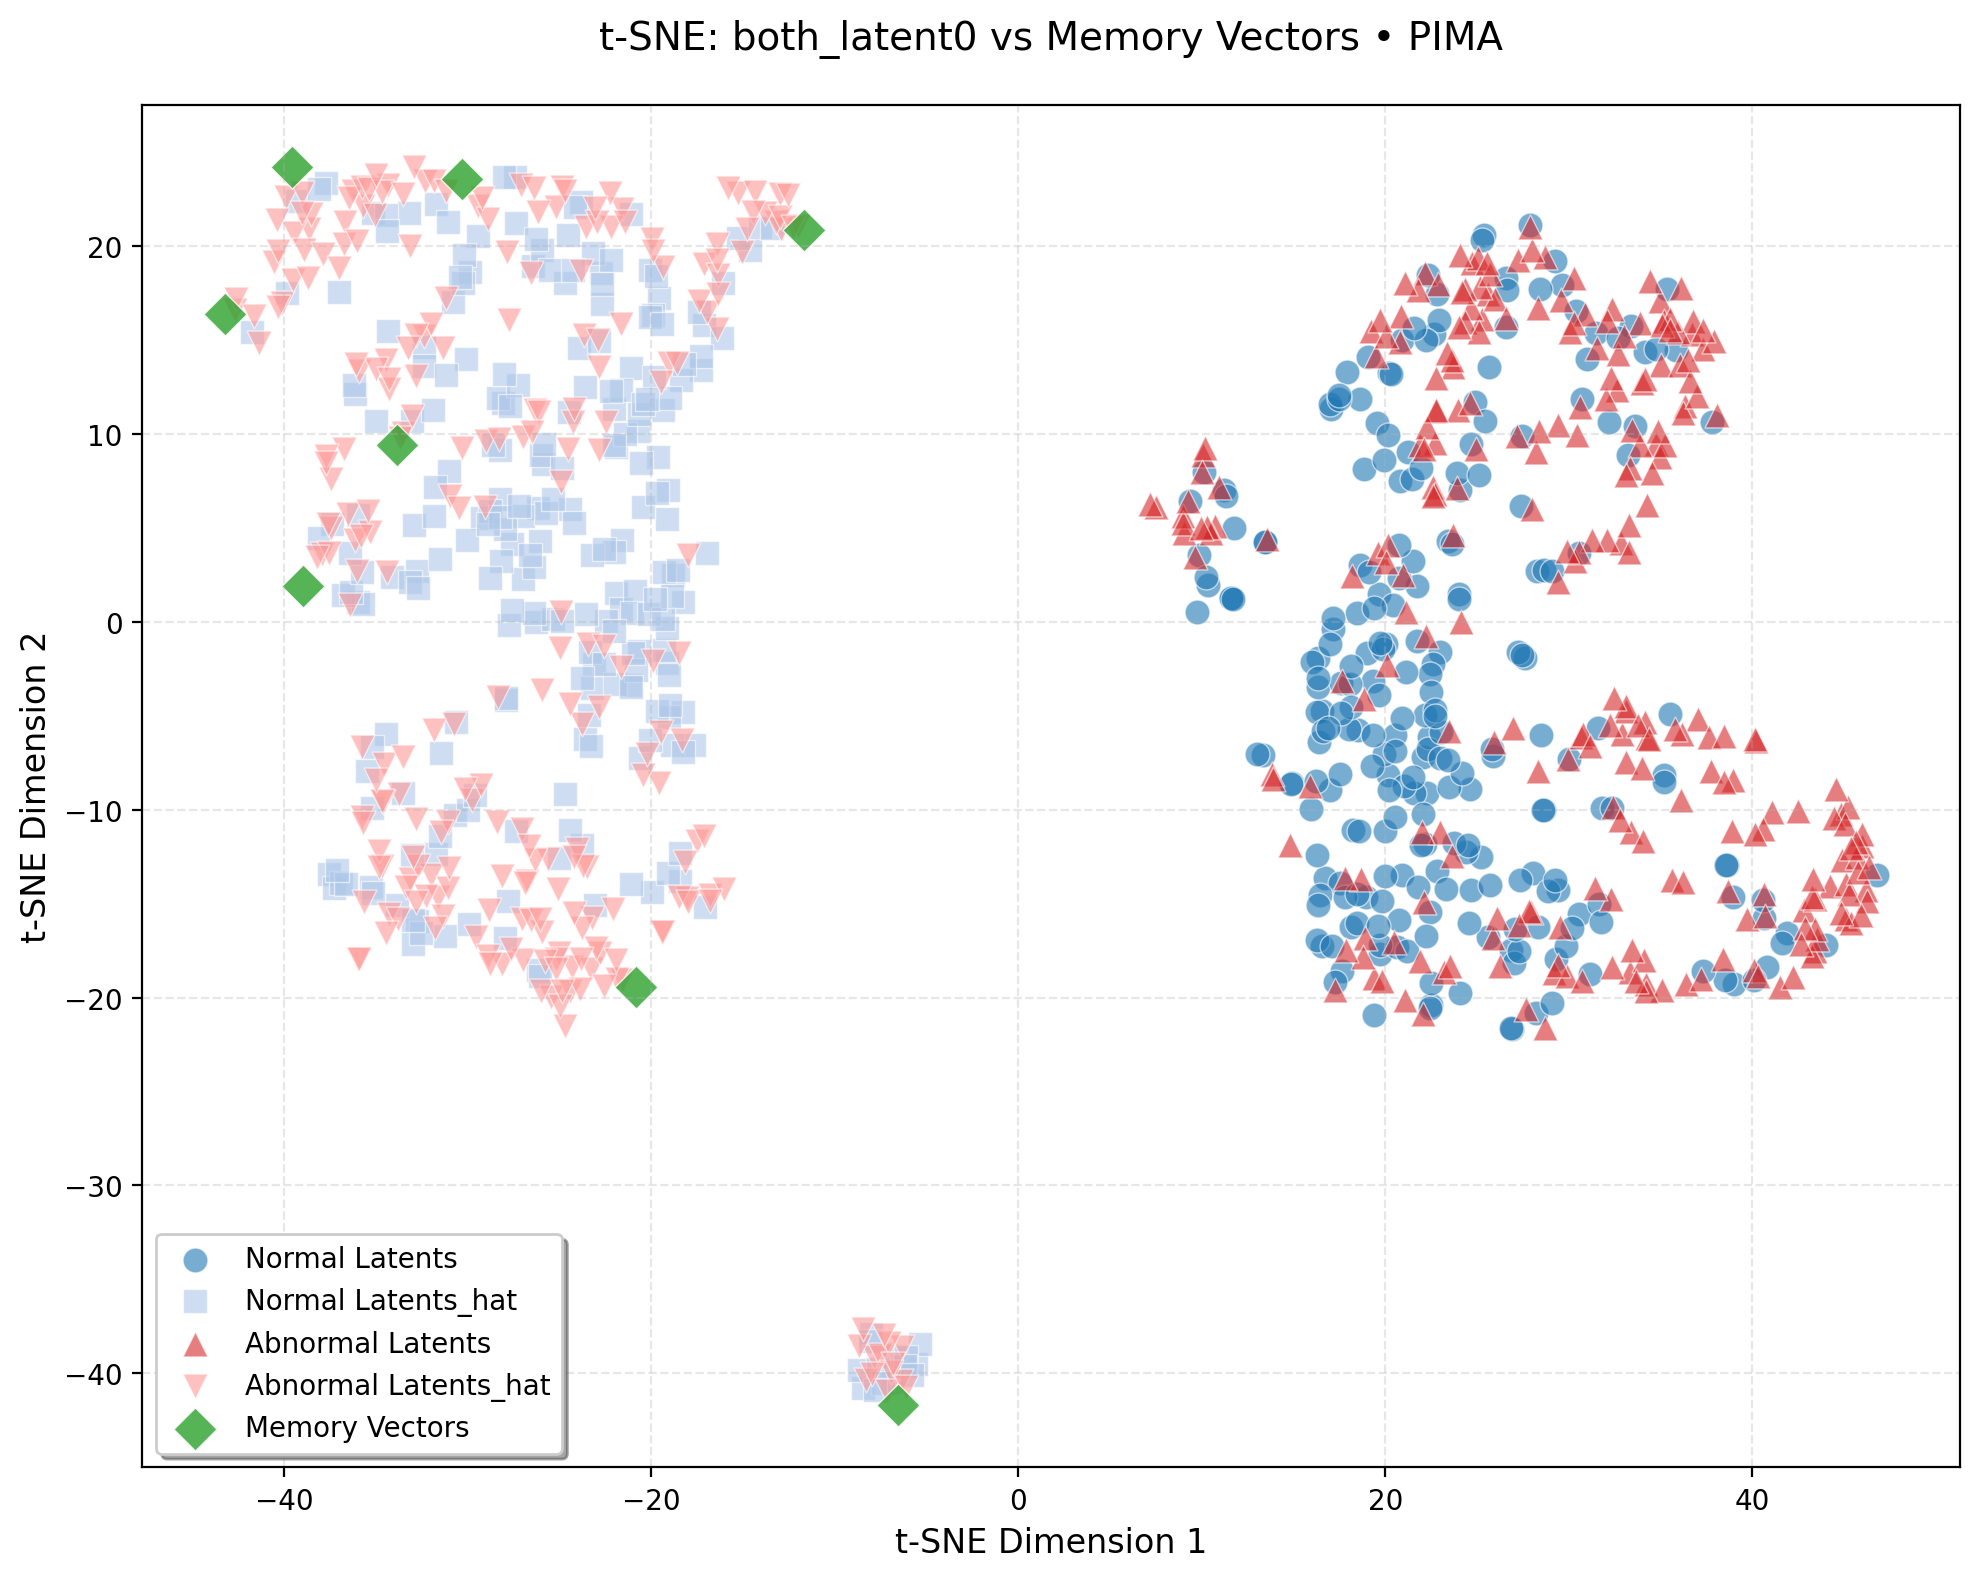 t-SNE: both_latent0 vs Memory Vectors • PIMA
t-SNE Dimension 2
20
10
0
−10
−20
−30
−40
Normal Latents
Normal Latents_hat
Abnormal Latents
Abnormal Latents_hat
Memory Vectors
−40 −20 0 20 40
t-SNE Dimension 1